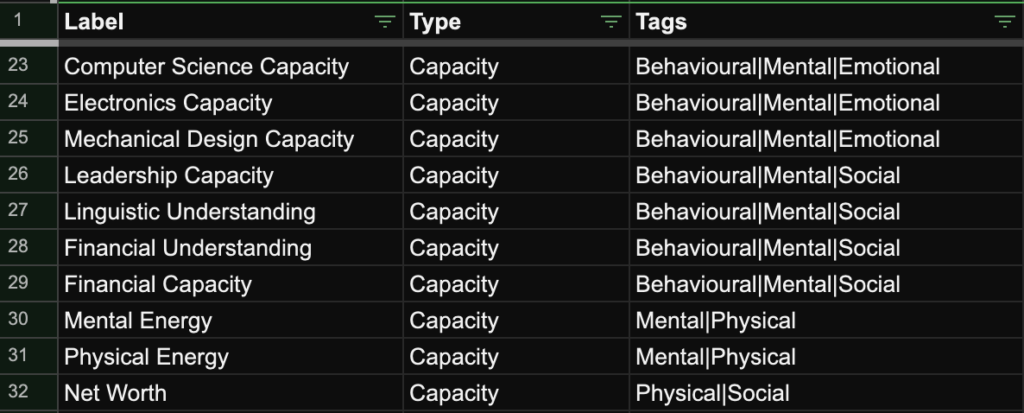 1 Label Type Tags
23 Computer Science Capacity Capacity Behavioural|Mental|Emotional
24 Electronics Capacity Capacity Behavioural|Mental|Emotional
25 Mechanical Design Capacity Capacity Behavioural|Mental|Emotional
26 Leadership Capacity Capacity Behavioural|Mental|Social
27 Linguistic Understanding Capacity Behavioural|Mental|Social
28 Financial Understanding Capacity Behavioural|Mental|Social
29 Financial Capacity Capacity Behavioural|Mental|Social
30 Mental Energy Capacity Mental|Physical
31 Physical Energy Capacity Mental|Physical
32 Net Worth Capacity Physical|Social